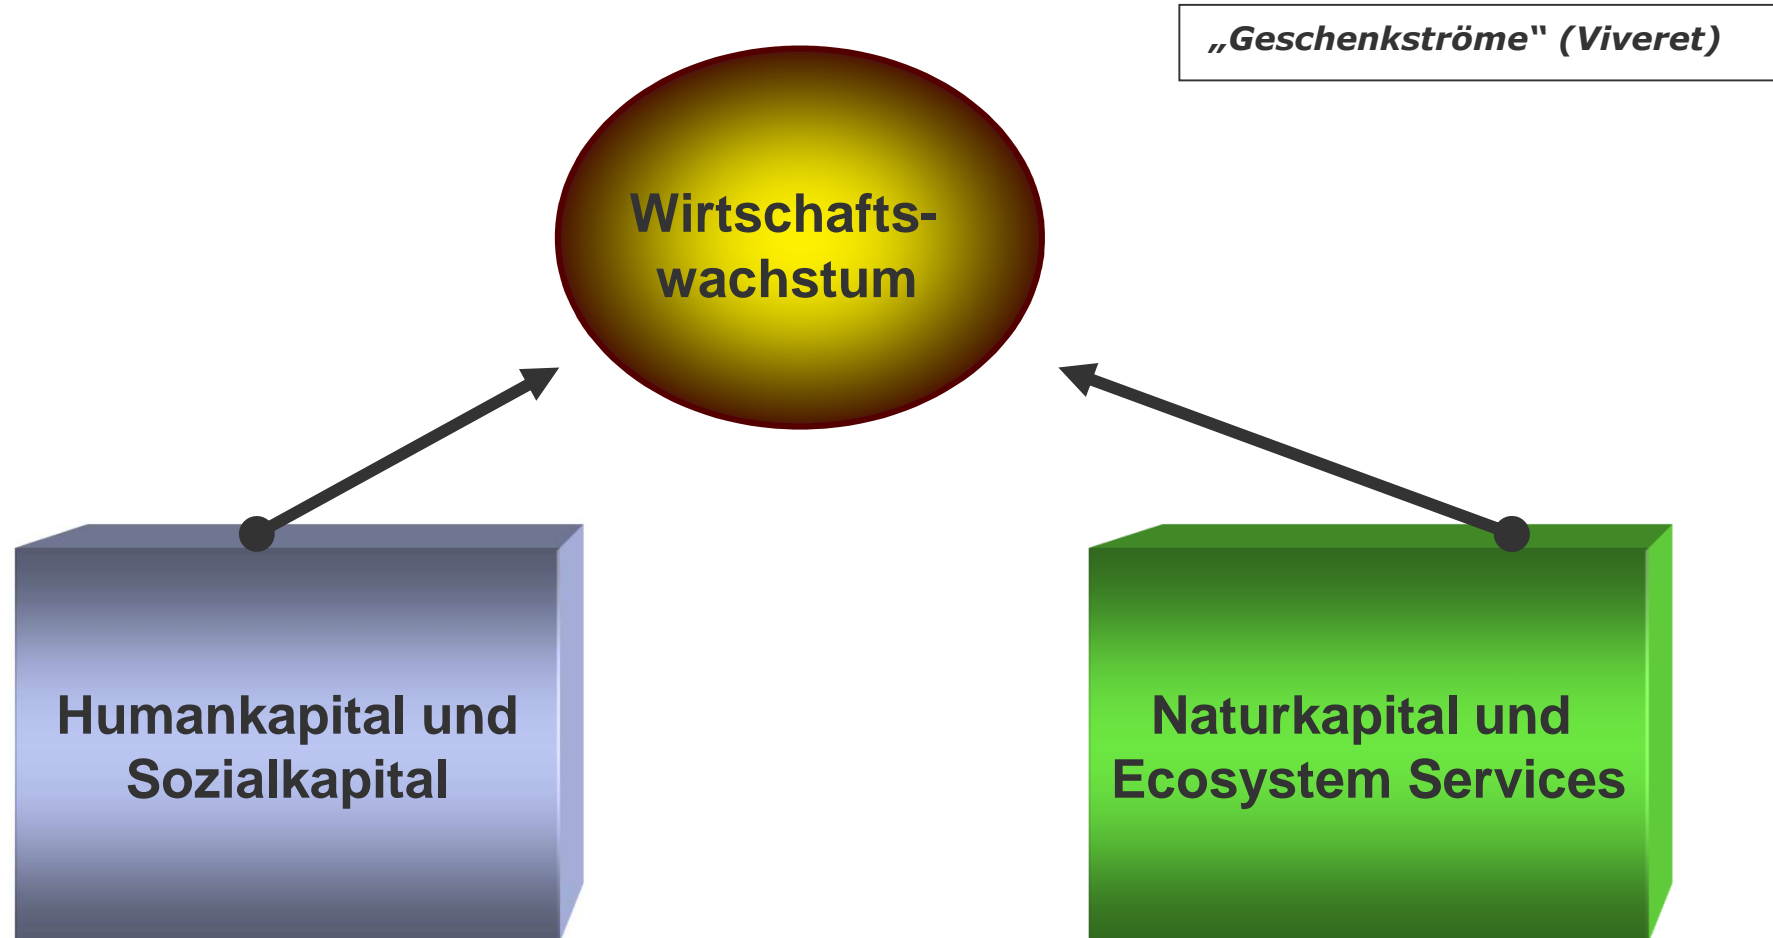 „Geschenkströme“ (Viveret)
Wirtschafts-
wachstum
Humankapital und
Sozialkapital
Naturkapital und
Ecosystem Services